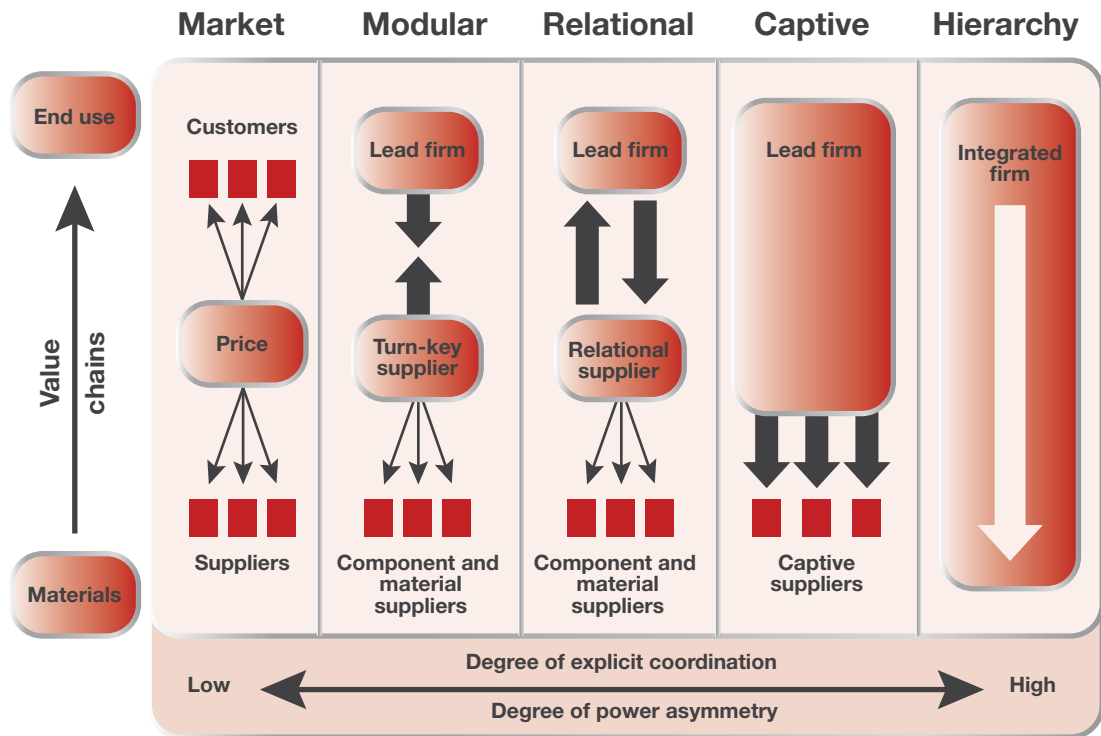 Market
Modular
Relational
Captive
Hierarchy
End use
Value
chains
Materials
Customers
Price
Suppliers
Lead firm
Turn-key
supplier
Component and
material
suppliers
Lead firm
Relational
supplier
Component and
material
suppliers
Lead firm
Captive
suppliers
Integrated
firm
Degree of explicit coordination
Low
High
Degree of power asymmetry